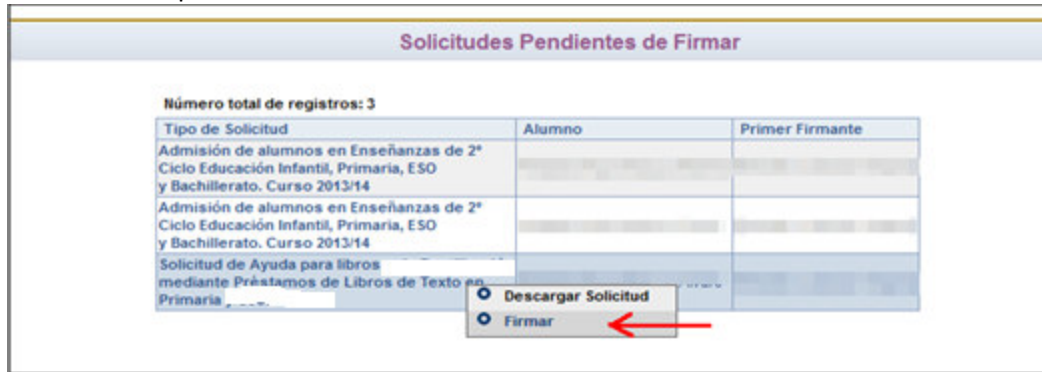 Solicitudes Pendientes de Firmar
Número total de registros: 3
Tipo de Solicitud Alumno Primer Firmante
Admisión de alumnos en Enseñanzas de 2º
Ciclo Educación Infantil, Primaria, ESO
y Bachillerato. Curso 2013/14
Admisión de alumnos en Enseñanzas de 2º
Ciclo Educación Infantil, Primaria, ESO
y Bachillerato. Curso 2013/14
Solicitud de Ayuda para libros
mediante Prèstamos de Libros de Texto en
Primaria
Descargar Solicitud
Firmar